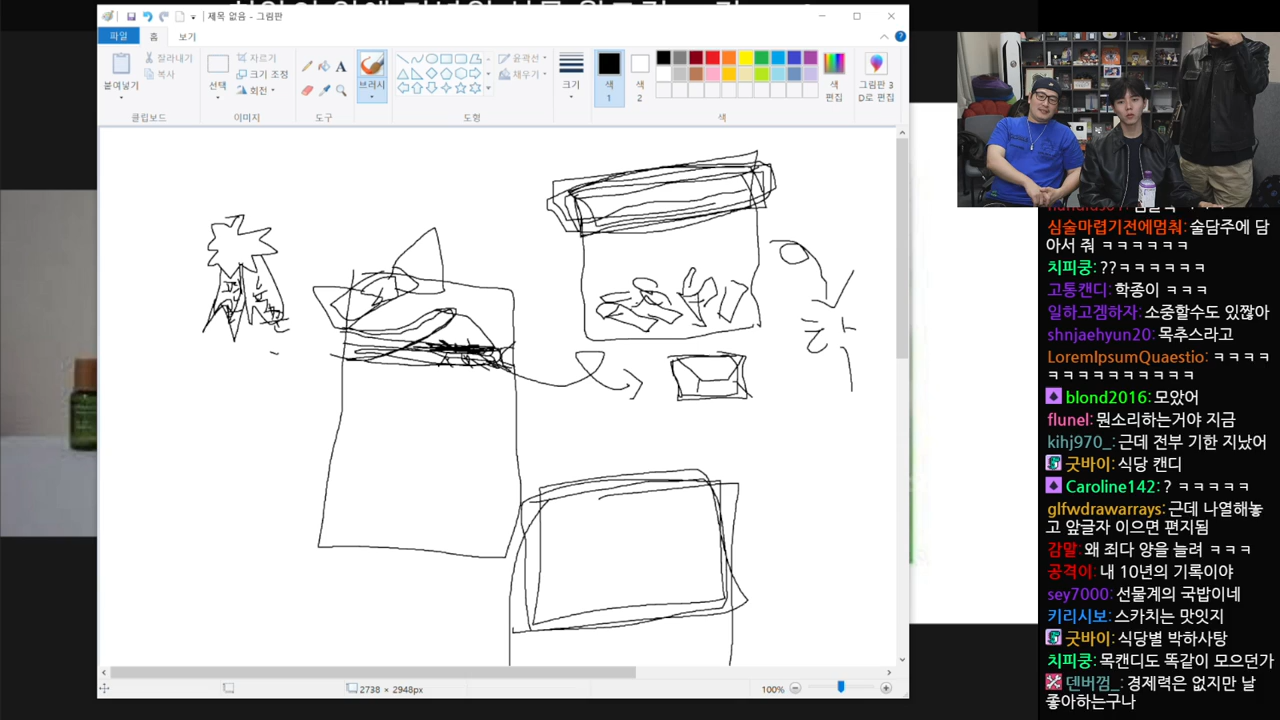 제목 없음 - 그림판
파일
홈
보기
붙여넣기
잘라내기
복사
클립보드
선택
자르기
크기 조정
회전
이미지
A
도구
브러시
윤곽선
채우기
도형
크기
색
1
색
2
색
편집
그림판 3
D로 편집
색
심술마렵기전에멈춰: 술담주에 담
아서 줘 ㅋㅋㅋㅋㅋㅋ
치피쿵: ??ㅋㅋㅋㅋㅋㅋ
고통캔디: 학종이 ㅋㅋㅋ
일하고겜하자: 소중할수도 있짢아
shnjaehyun20: 목추스라고
LoremIpsumQuaestio: ㅋㅋㅋㅋ
ㅋㅋㅋㅋㅋㅋㅋㅋㅋㅋ
blond2016: 모았어
flunel: 뭔소리하는거야 지금
kihj970_: 근데 전부 기한 지났어
굿바이: 식당 캔디
Caroline142: ? ㅋㅋㅋㅋㅋ
glfwdrawarrays: 근데 나열해놓
고 앞글자 이으면 편지됨
감말: 왜 죄다 양을 늘려 ㅋㅋㅋ
공격이: 내 10년의 기록이야
sey7000: 선물계의 국밥이네
키리시보: 스카치는 맛잇지
굿바이: 식당별 박하사탕
치피쿵: 목캔디도 똑같이 모으던가
덴버껌_: 경제력은 없지만 날
좋아하는구나
2738 × 2948px
100%